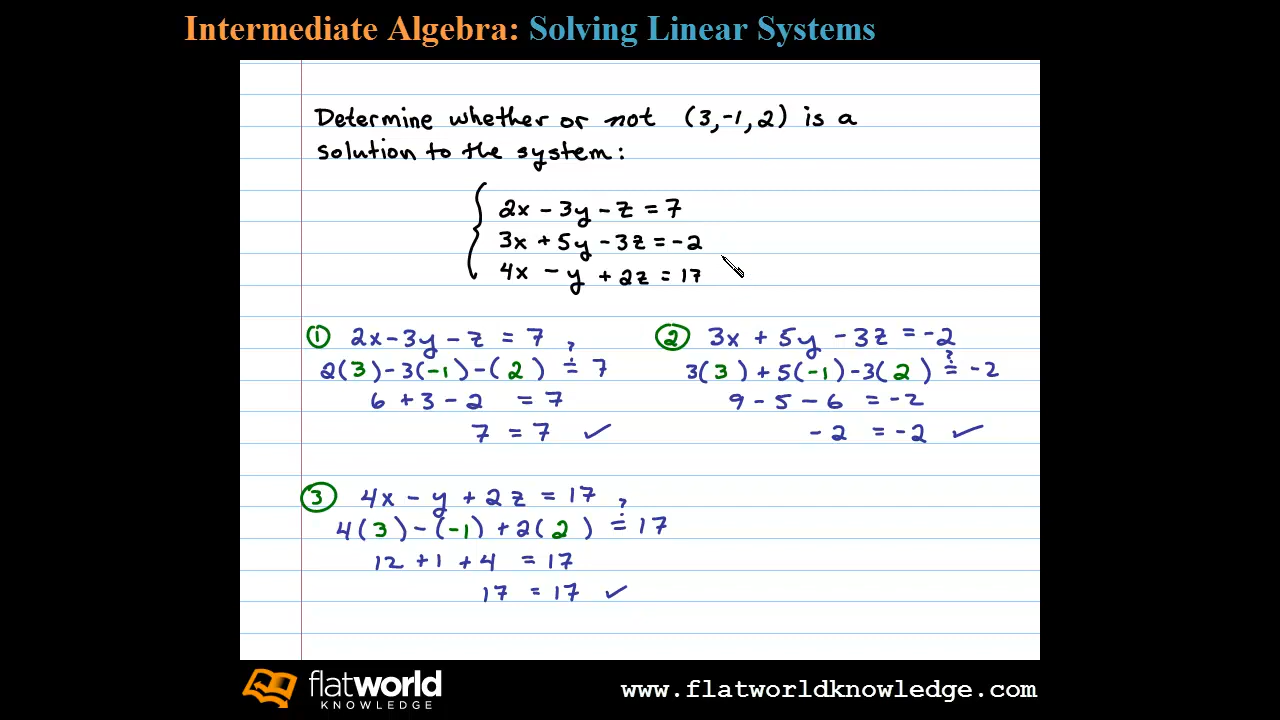 Intermediate Algebra: Solving Linear Systems
Determine whether or not (3,-1,2) is a
solution to the system:
2x - 3y - z = 7
3x + 5y - 3z = -2
4x - y + 2z = 17
① 2x - 3y - z = 7
2(3) - 3(-1) - (2) ≟ 7
6 + 3 - 2 = 7
7 = 7 ✓
② 3x + 5y - 3z = -2
3(3) + 5(-1) - 3(2) ≟ -2
9 - 5 - 6 = -2
-2 = -2 ✓
③ 4x - y + 2z = 17
4(3) - (-1) + 2(2) ≟ 17
12 + 1 + 4 = 17
17 = 17 ✓
flatworld
KNOWLEDGE
www.flatworldknowledge.com